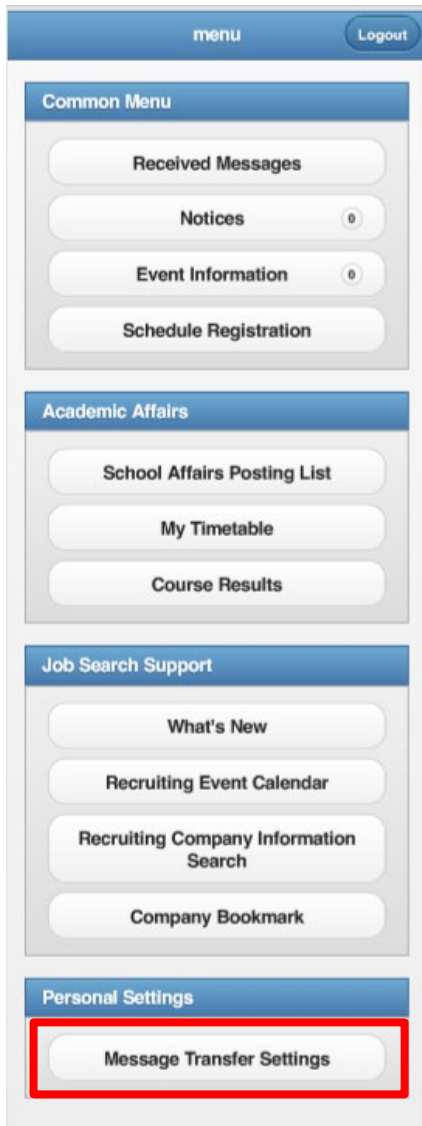 menu
Logout
Common Menu
Received Messages
Notices 0
Event Information 0
Schedule Registration
Academic Affairs
School Affairs Posting List
My Timetable
Course Results
Job Search Support
What's New
Recruiting Event Calendar
Recruiting Company Information
Search
Company Bookmark
Personal Settings
Message Transfer Settings